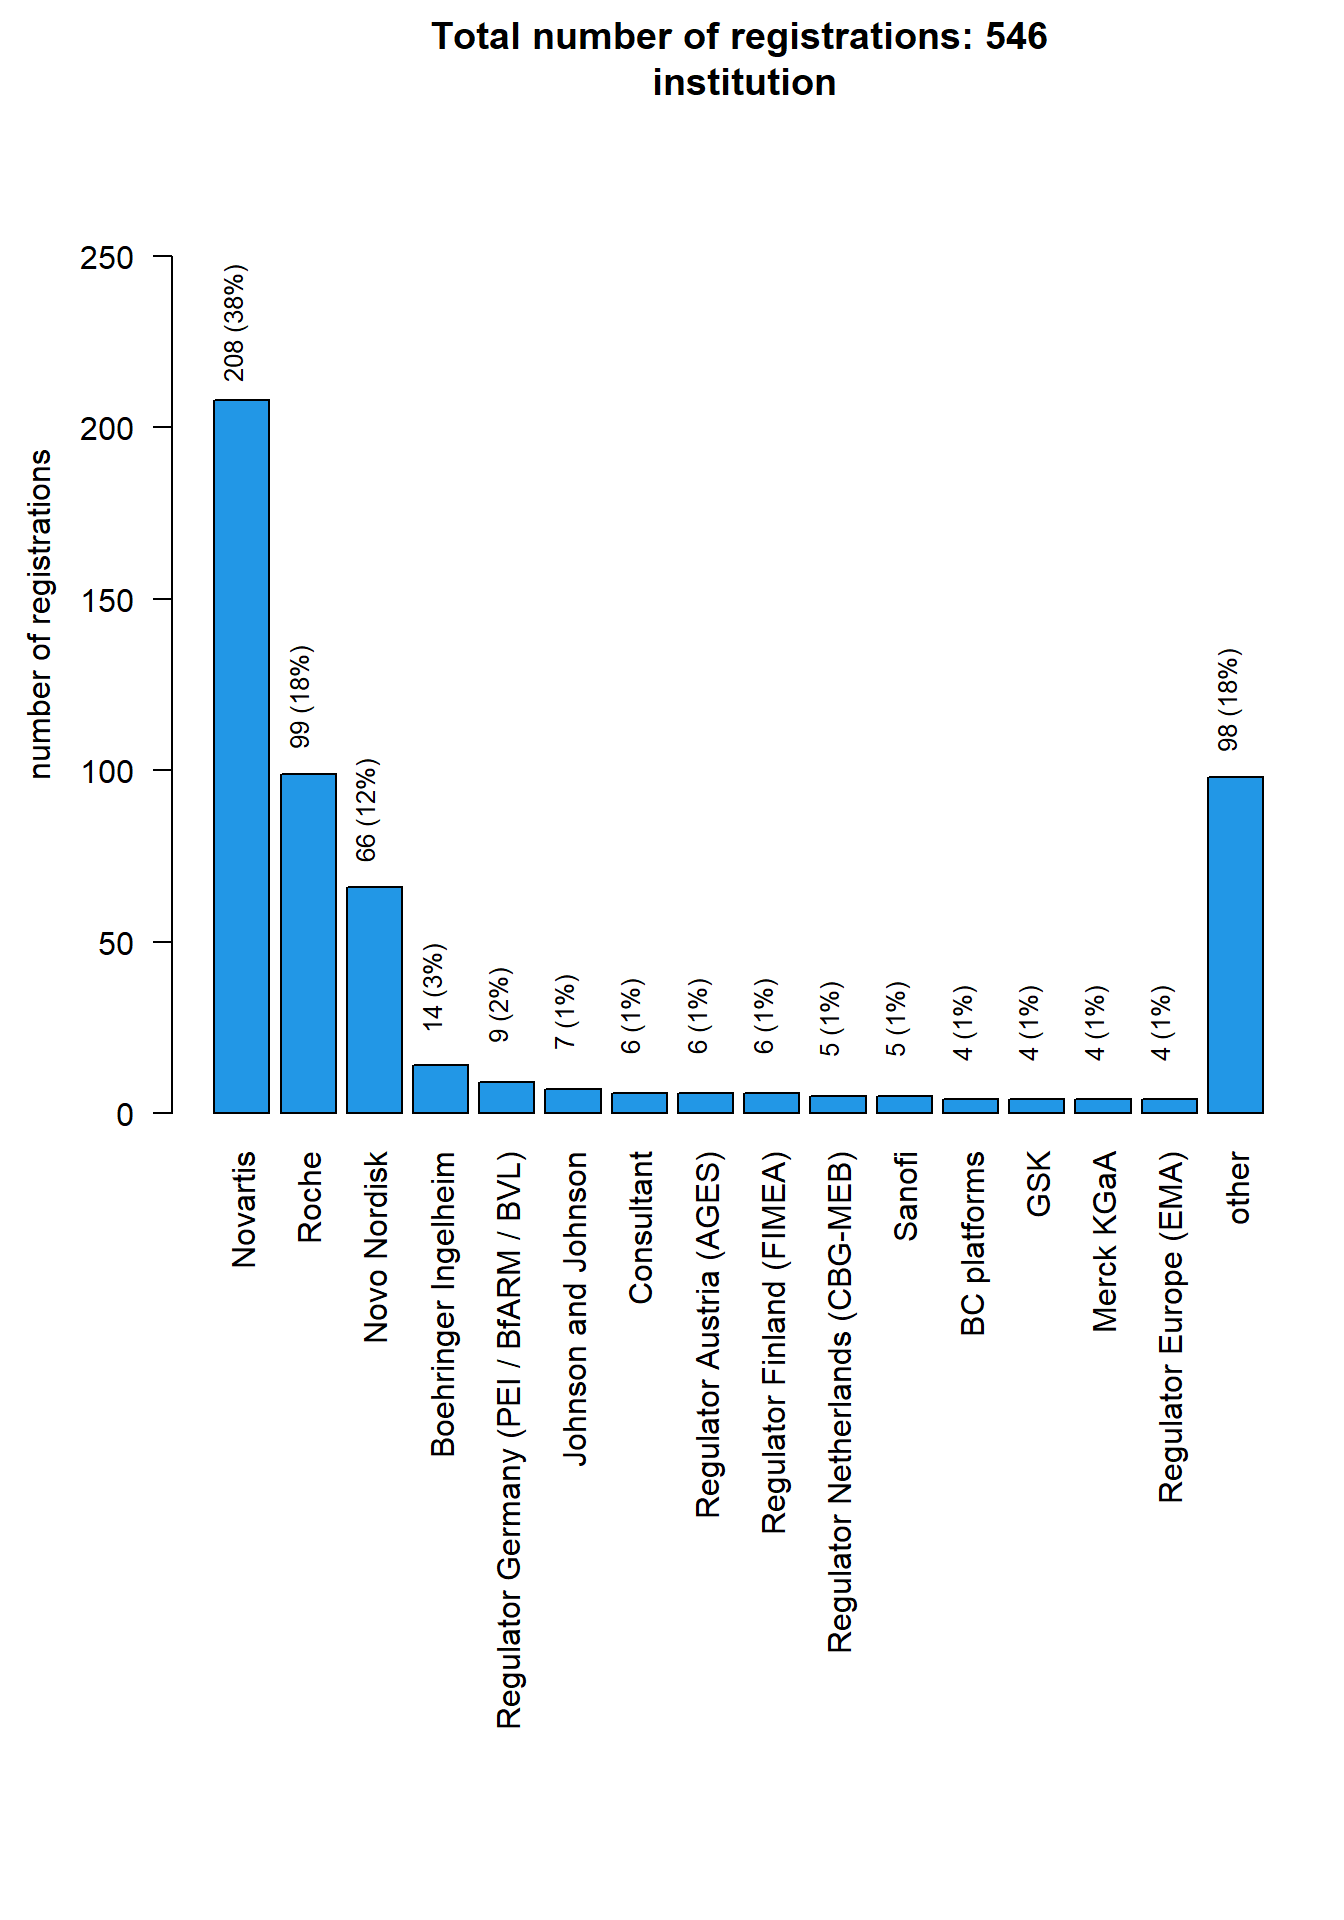 Total number of registrations: 546
institution
number of registrations
250
200
150
100
50
0
208 (38%)
99 (18%)
66 (12%)
14 (3%)
9 (2%)
7 (1%)
6 (1%)
6 (1%)
6 (1%)
5 (1%)
5 (1%)
4 (1%)
4 (1%)
4 (1%)
4 (1%)
98 (18%)
Novartis
Roche
Novo Nordisk
Boehringer Ingelheim
Regulator Germany (PEI / BfARM / BVL)
Johnson and Johnson
Consultant
Regulator Austria (AGES)
Regulator Finland (FIMEA)
Regulator Netherlands (CBG-MEB)
Sanofi
BC platforms
GSK
Merck KGaA
Regulator Europe (EMA)
other